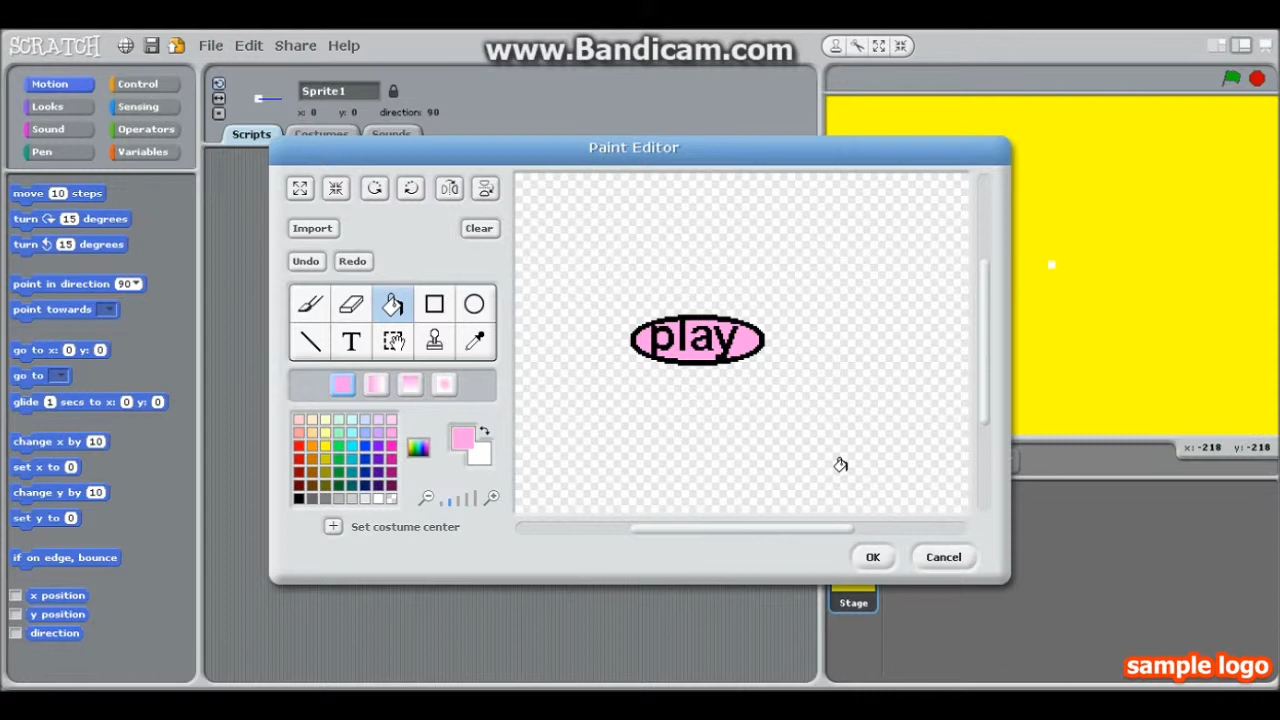 SCRATCH File Edit Share Help
www.Bandicam.com
Motion Control
Looks Sensing
Sound Operators
Pen Variables
Sprite1
x: 0 y: 0 direction: 90
Scripts Costumes Sounds
Paint Editor
Import Clear
Undo Redo
T
play
Set costume center
OK Cancel
move 10 steps
turn 15 degrees
turn 15 degrees
point in direction 90
point towards
go to x: 0 y: 0
go to
glide 1 secs to x: 0 y: 0
change x by 10
set x to 0
change y by 10
set y to 0
if on edge, bounce
x position
y position
direction
x: -218 y: -216
Stage
sample logo